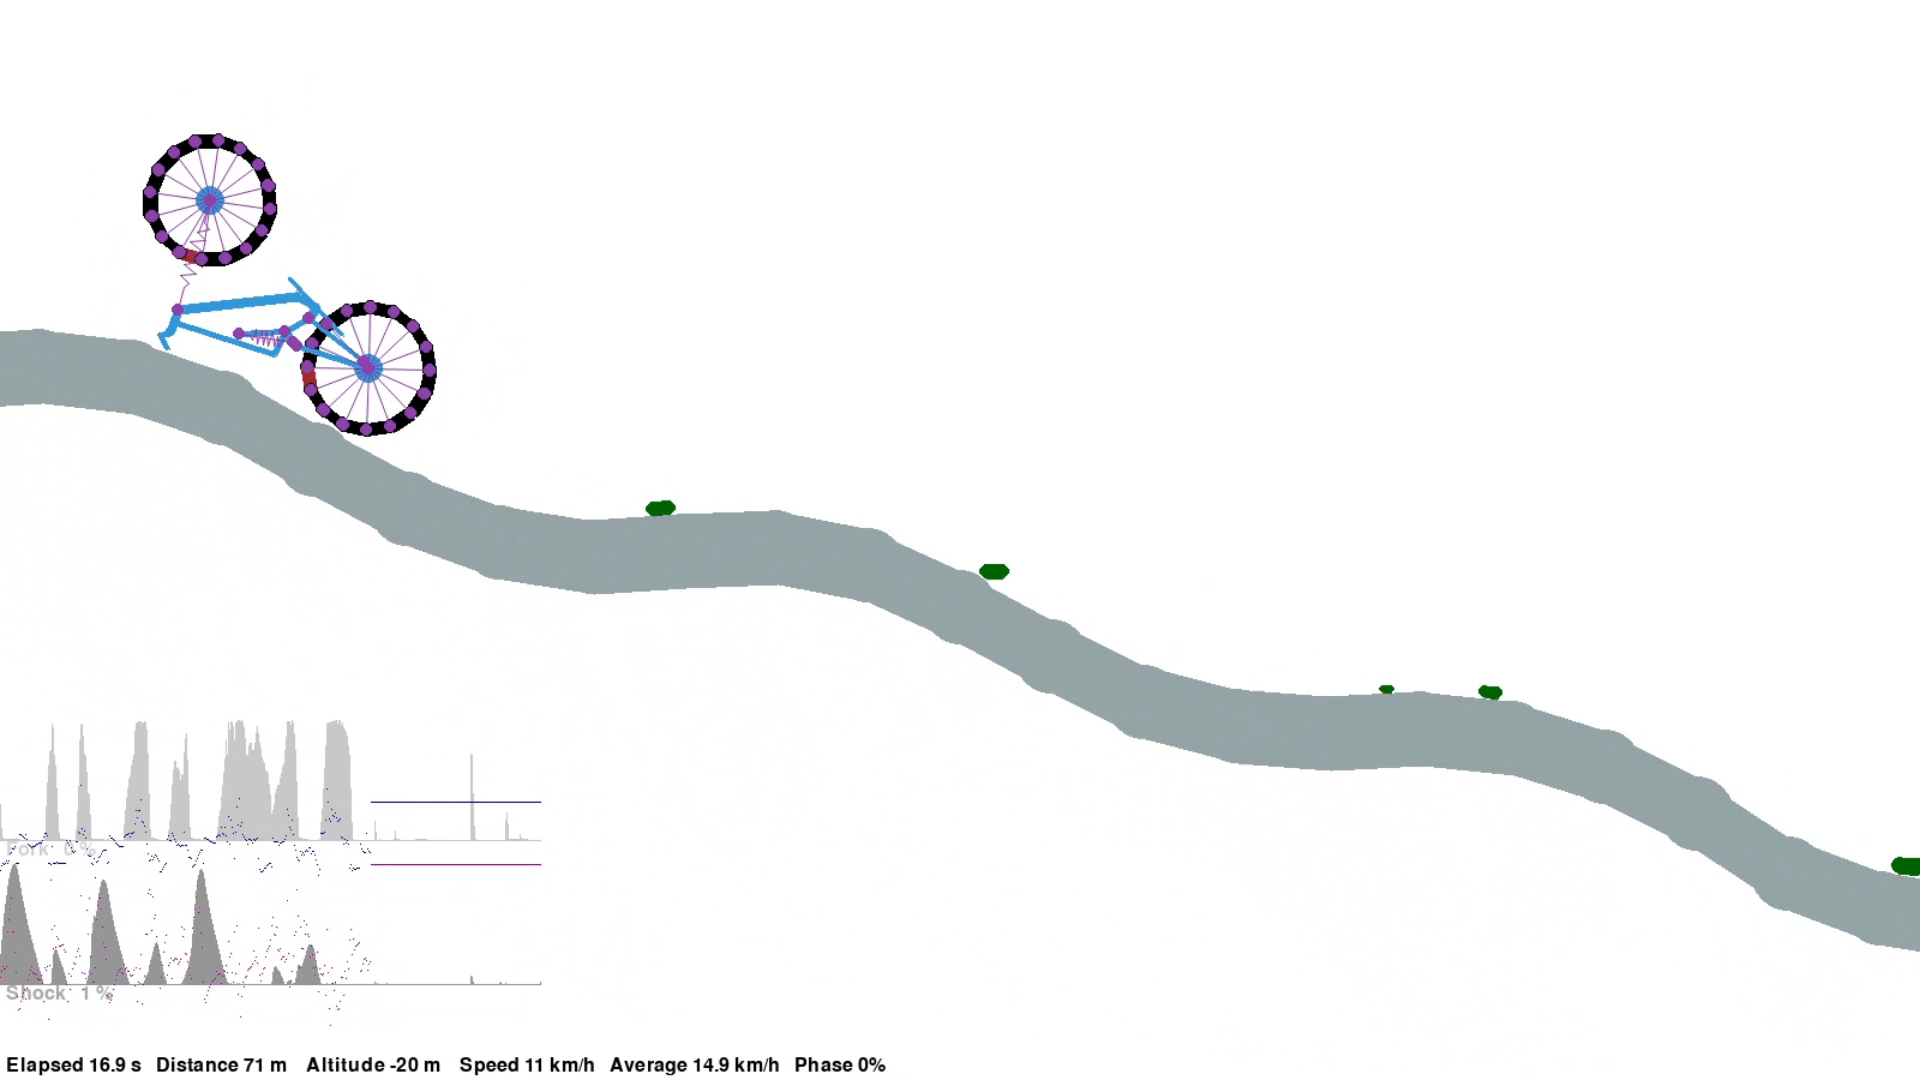 Fork 0 %
Shock 1 %
Elapsed 16.9 s Distance 71 m Altitude -20 m Speed 11 km/h Average 14.9 km/h Phase 0%